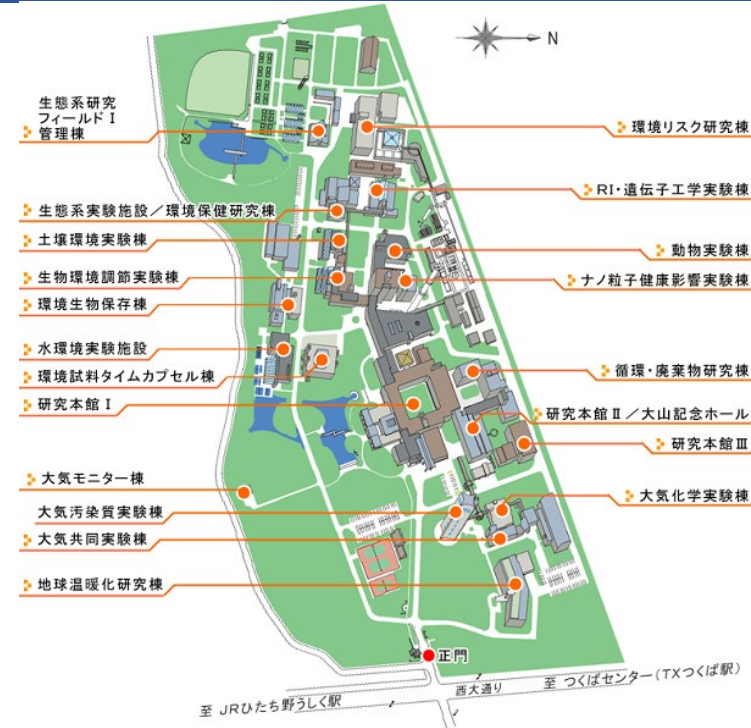 N
生態系研究
フィールドⅠ
管理棟
生態系実験施設／環境保健研究棟
土壌環境実験棟
生物環境調節実験棟
環境生物保存棟
水環境実験施設
環境試料タイムカプセル棟
研究本館Ⅰ
大気モニター棟
大気汚染質実験棟
大気共同実験棟
地球温暖化研究棟
環境リスク研究棟
RI・遺伝子工学実験棟
動物実験棟
ナノ粒子健康影響実験棟
循環・廃棄物研究棟
研究本館Ⅱ／大山記念ホール
研究本館Ⅲ
大気化学実験棟
正門
西大通り
至 つくばセンター(TXつくば駅)
至 JRひたち野うしく駅